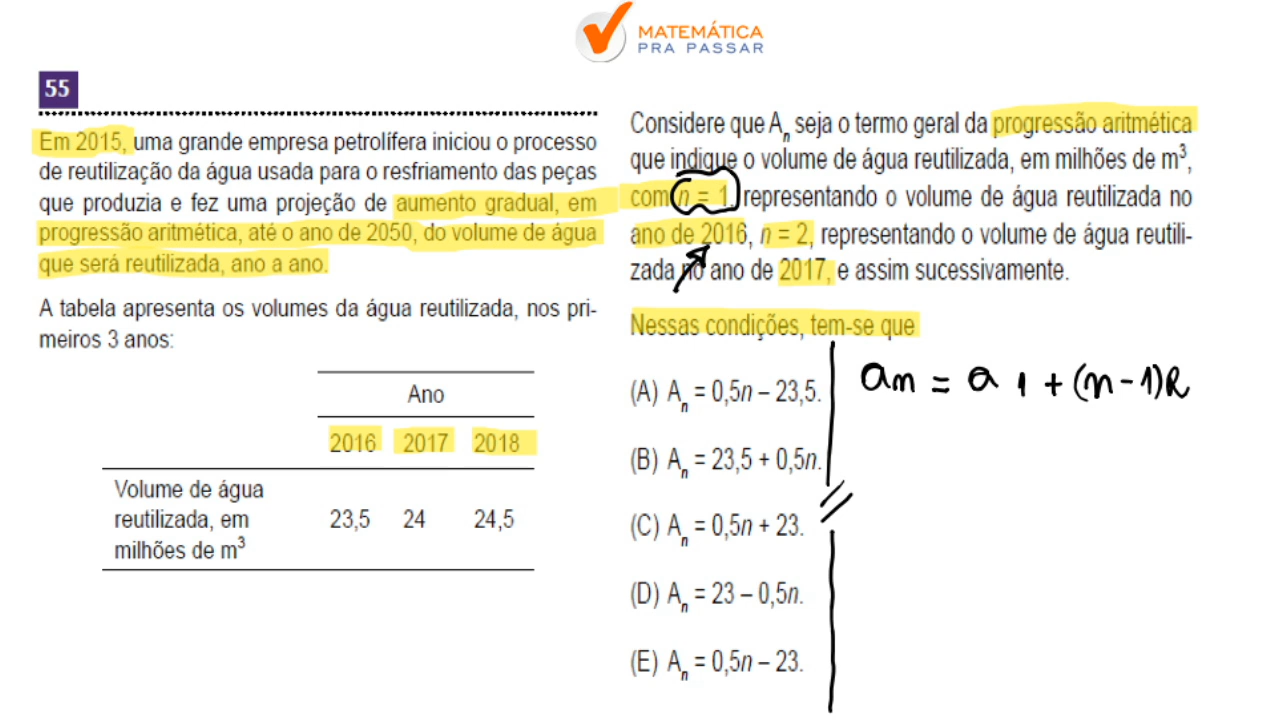 MATEMÁTICA
PRA PASSAR
55
Em 2015, uma grande empresa petrolífera iniciou o processo
de reutilização da água usada para o resfriamento das peças
que produzia e fez uma projeção de aumento gradual, em
progressão aritmética, até o ano de 2050, do volume de água
que será reutilizada, ano a ano.
A tabela apresenta os volumes da água reutilizada, nos pri-
meiros 3 anos:
Ano
2016 2017 2018
Volume de água
reutilizada, em
milhões de m³
23,5 24 24,5
Considere que Aₙ seja o termo geral da progressão aritmética
que indique o volume de água reutilizada, em milhões de m³,
com n = 1, representando o volume de água reutilizada no
ano de 2016, n = 2, representando o volume de água reutili-
zada no ano de 2017, e assim sucessivamente.
Nessas condições, tem-se que
(A) Aₙ = 0,5n – 23,5.
(B) Aₙ = 23,5 + 0,5n.
(C) Aₙ = 0,5n + 23.
(D) Aₙ = 23 – 0,5n.
(E) Aₙ = 0,5n – 23.
an = a 1 + (n - 1)R